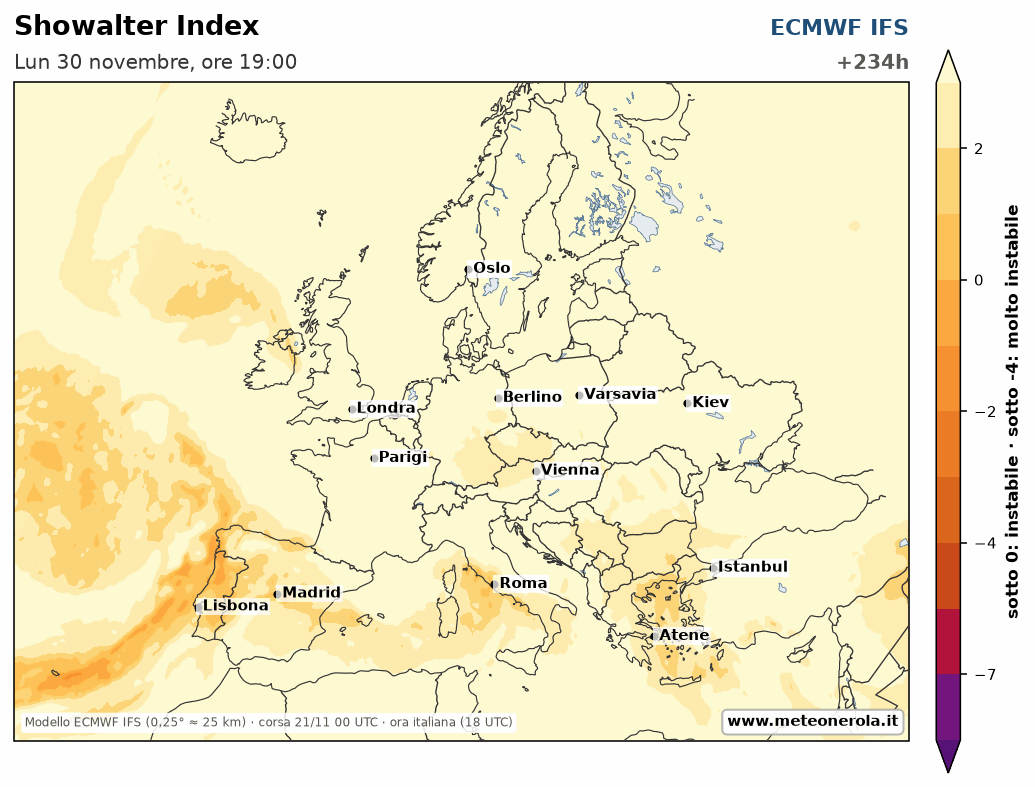 Showalter Index
ECMWF IFS
Lun 30 novembre, ore 19:00
+234h
Oslo
Londra
Berlino
Varsavia
Kiev
Parigi
Vienna
Istanbul
Roma
Madrid
Lisbona
Atene
2
0
−2
−4
−7
sotto 0: instabile · sotto -4: molto instabile
Modello ECMWF IFS (0,25° ≈ 25 km) · corsa 21/11 00 UTC · ora italiana (18 UTC)
www.meteonerola.it